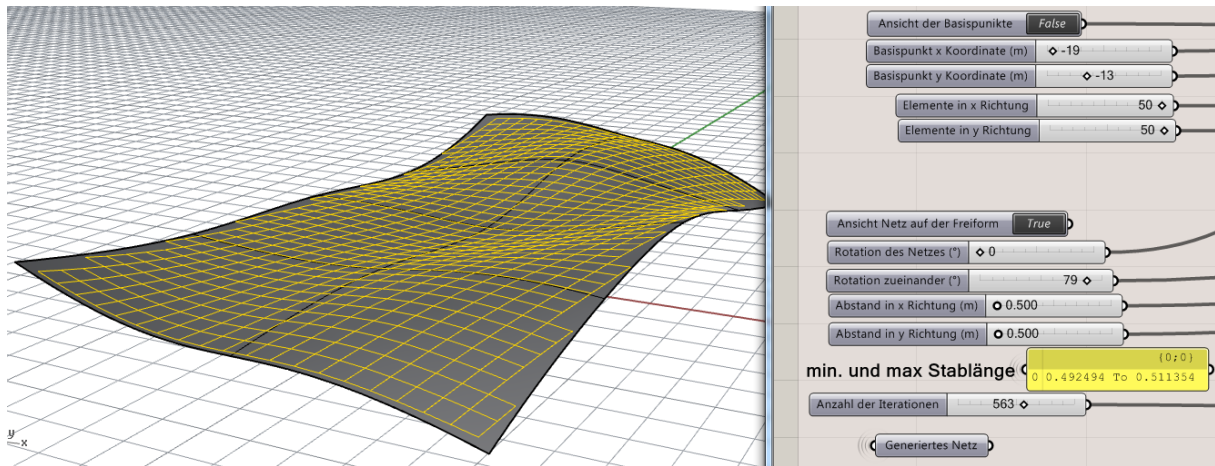 Ansicht der Basispunkte False
Basispunkt x Koordinate (m) -19
Basispunkt y Koordinate (m) -13
Elemente in x Richtung 50
Elemente in y Richtung 50
Ansicht Netz auf der Freiform True
Rotation des Netzes (°) 0
Rotation zueinander (°) 79
Abstand in x Richtung (m) 0.500
Abstand in y Richtung (m) 0.500
{0;0}
min. und max Stablänge 0 0.492494 To 0.511354
Anzahl der Iterationen 563
Generiertes Netz
y
x